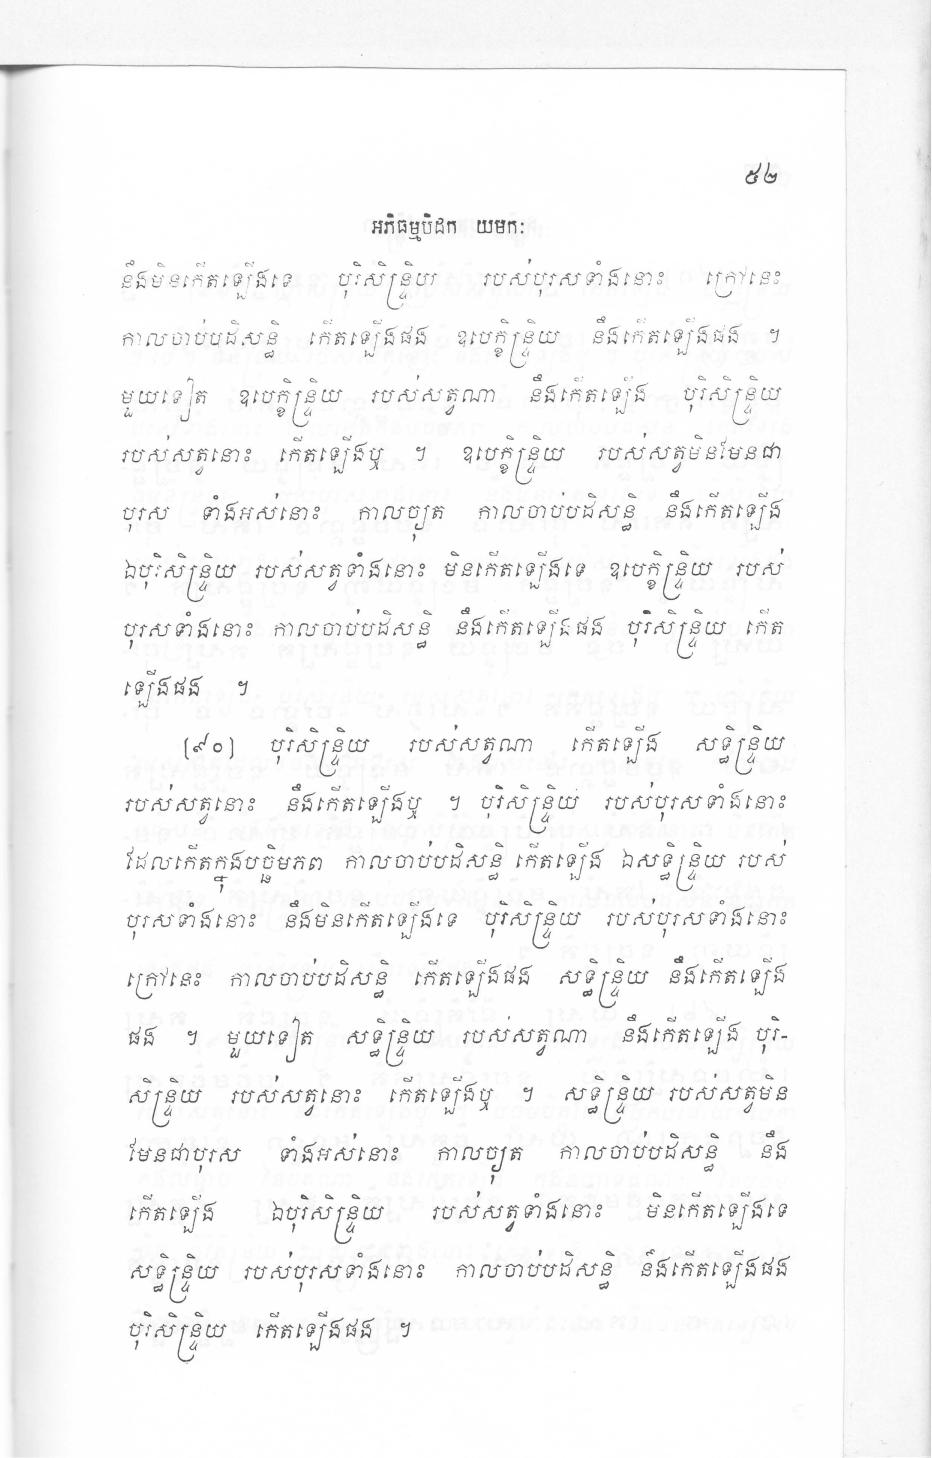 ៥២
អភិធម្មបិដក យមកៈ
នឹងមិនកើតឡើងទេ បុរិសិន្ទ្រិយ របស់បុរសទាំងនោះ ក្រៅនេះ
កាលចាប់បដិសន្ធិ កើតឡើងផង ឧបេក្ខិន្ទ្រិយ នឹងកើតឡើងផង ។
មួយទៀត ឧបេក្ខិន្ទ្រិយ របស់សត្វណា នឹងកើតឡើង បុរិសិន្ទ្រិយ
របស់សត្វនោះ កើតឡើងឬ ។ ឧបេក្ខិន្ទ្រិយ របស់សត្វមិនមែនជា
បុរស ទាំងអស់នោះ កាលច្យុត កាលចាប់បដិសន្ធិ នឹងកើតឡើង
ឯបុរិសិន្ទ្រិយ របស់សត្វទាំងនោះ មិនកើតឡើងទេ ឧបេក្ខិន្ទ្រិយ របស់
បុរសទាំងនោះ កាលចាប់បដិសន្ធិ នឹងកើតឡើងផង បុរិសិន្ទ្រិយ កើត
ឡើងផង ។
(៩០) បុរិសិន្ទ្រិយ របស់សត្វណា កើតឡើង សទ្ធិន្ទ្រិយ
របស់សត្វនោះ នឹងកើតឡើងឬ ។ បុរិសិន្ទ្រិយ របស់បុរសទាំងនោះ
ដែលកើតក្នុងបច្ឆិមភព កាលចាប់បដិសន្ធិ កើតឡើង ឯសទ្ធិន្ទ្រិយ របស់
បុរសទាំងនោះ នឹងមិនកើតឡើងទេ បុរិសិន្ទ្រិយ របស់បុរសទាំងនោះ
ក្រៅនេះ កាលចាប់បដិសន្ធិ កើតឡើងផង សទ្ធិន្ទ្រិយ នឹងកើតឡើង
ផង ។ មួយទៀត សទ្ធិន្ទ្រិយ របស់សត្វណា នឹងកើតឡើង បុរិ-
សិន្ទ្រិយ របស់សត្វនោះ កើតឡើងឬ ។ សទ្ធិន្ទ្រិយ របស់សត្វមិន
មែនជាបុរស ទាំងអស់នោះ កាលច្យុត កាលចាប់បដិសន្ធិ នឹង
កើតឡើង ឯបុរិសិន្ទ្រិយ របស់សត្វទាំងនោះ មិនកើតឡើងទេ
សទ្ធិន្ទ្រិយ របស់បុរសទាំងនោះ កាលចាប់បដិសន្ធិ នឹងកើតឡើងផង
បុរិសិន្ទ្រិយ កើតឡើងផង ។